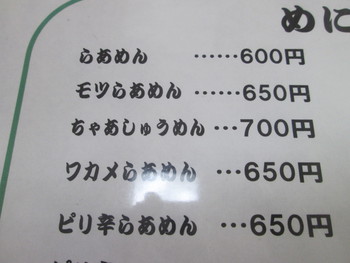 めに
らあめん ……600円
モツらあめん ……650円
ちゃあしゅうめん …700円
ワカメらあめん …650円
ピリ辛らあめん …650円